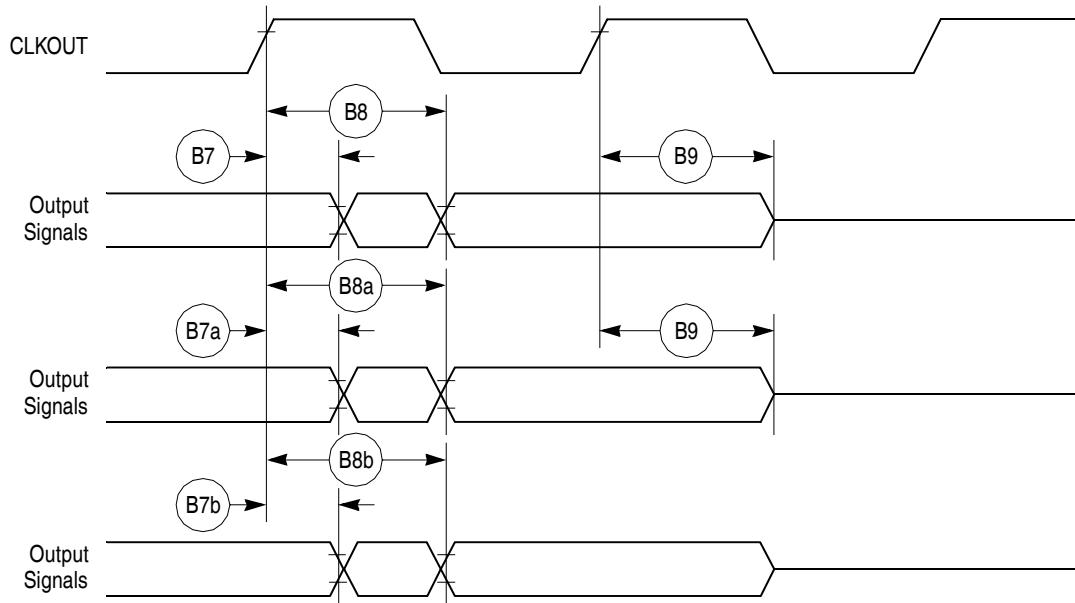 CLKOUT
B8
B7
B9
Output
Signals
B8a
B7a
B9
Output
Signals
B8b
B7b
Output
Signals